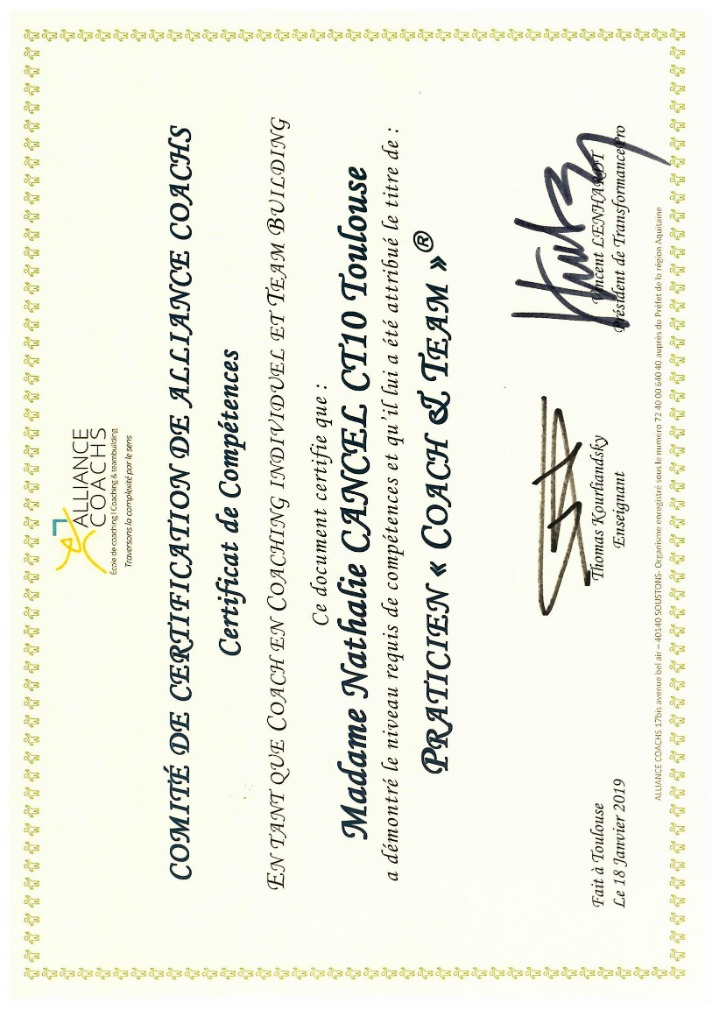 ALLIANCE
COACHS
École de coaching I Coaching & teambuilding
Traversons la complexité par le sens
COMITÉ DE CERTIFICATION DE ALLIANCE COACHS
Certificat de Compétences
EN TANT QUE COACH EN COACHING INDIVIDUEL ET TEAM BUILDING
Ce document certifie que :
Madame Nathalie CANCEL CT10 Toulouse
a démontré le niveau requis de compétences et qu'il lui a été attribué le titre de :
PRATICIEN « COACH & TEAM »®
Thomas Kourliandsky
Enseignant
Vincent LENHARDT
Président de TransformancePro
Fait à Toulouse
Le 18 Janvier 2019
ALLIANCE COACHS 17bis avenue bel air – 40140 SOUSTONS- Organisme enregistré sous le numéro 72 40 00 640 40 auprès du Préfet de la région Aquitaine